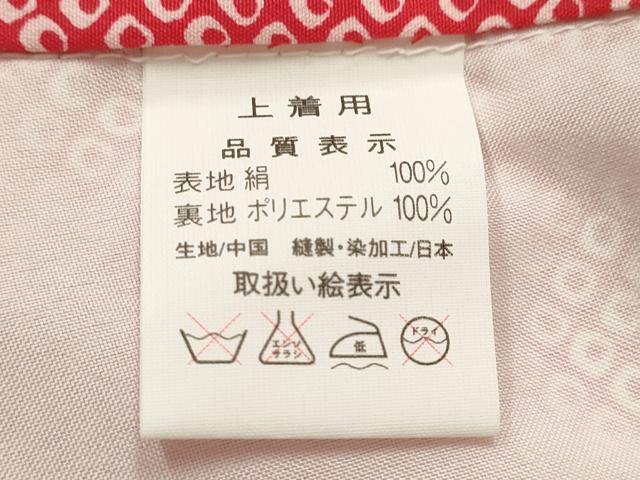 上着用
品質表示
表地 絹 100%
裏地 ポリエステル 100%
生地/中国 縫製・染加工/日本
取扱い絵表示
エンソ
サラシ
低
ドライ